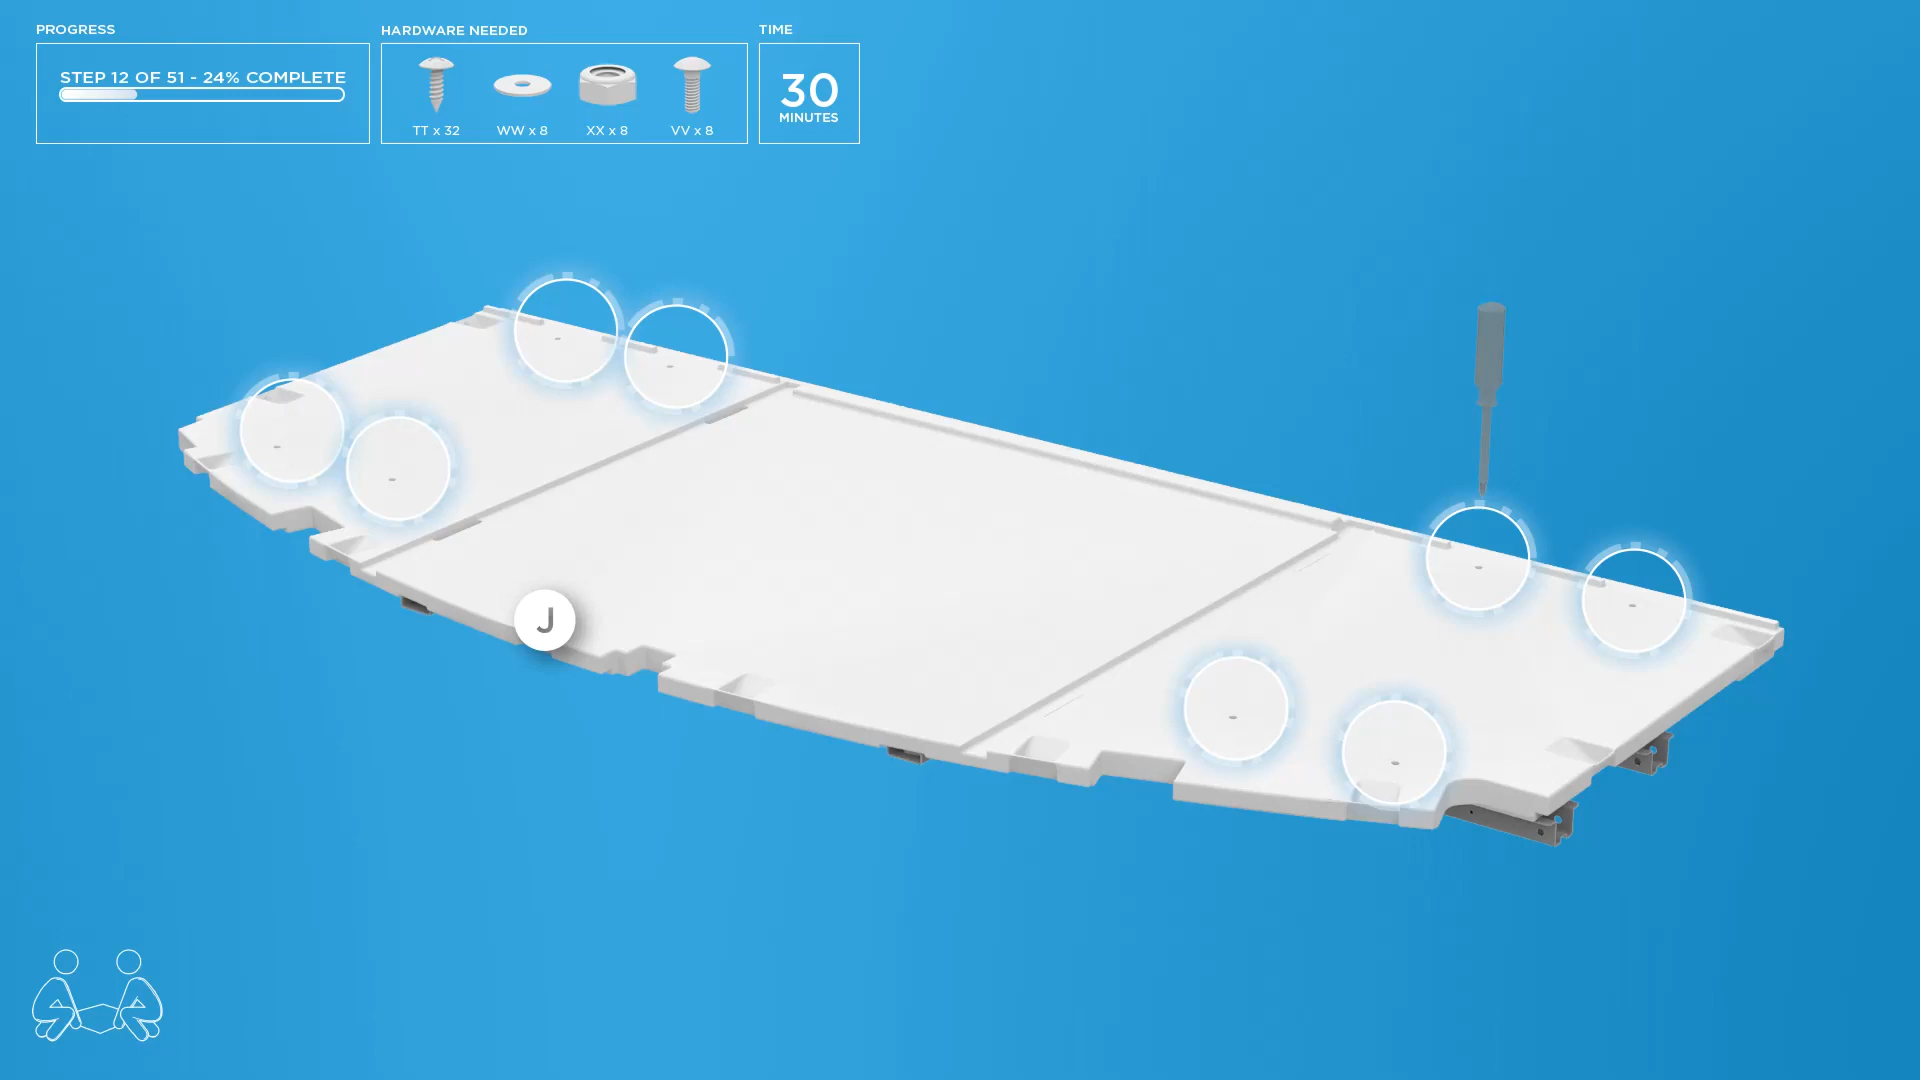 PROGRESS
STEP 12 OF 51 - 24% COMPLETE
HARDWARE NEEDED
TT x 32
WW x 8
XX x 8
VV x 8
TIME
30
MINUTES
J